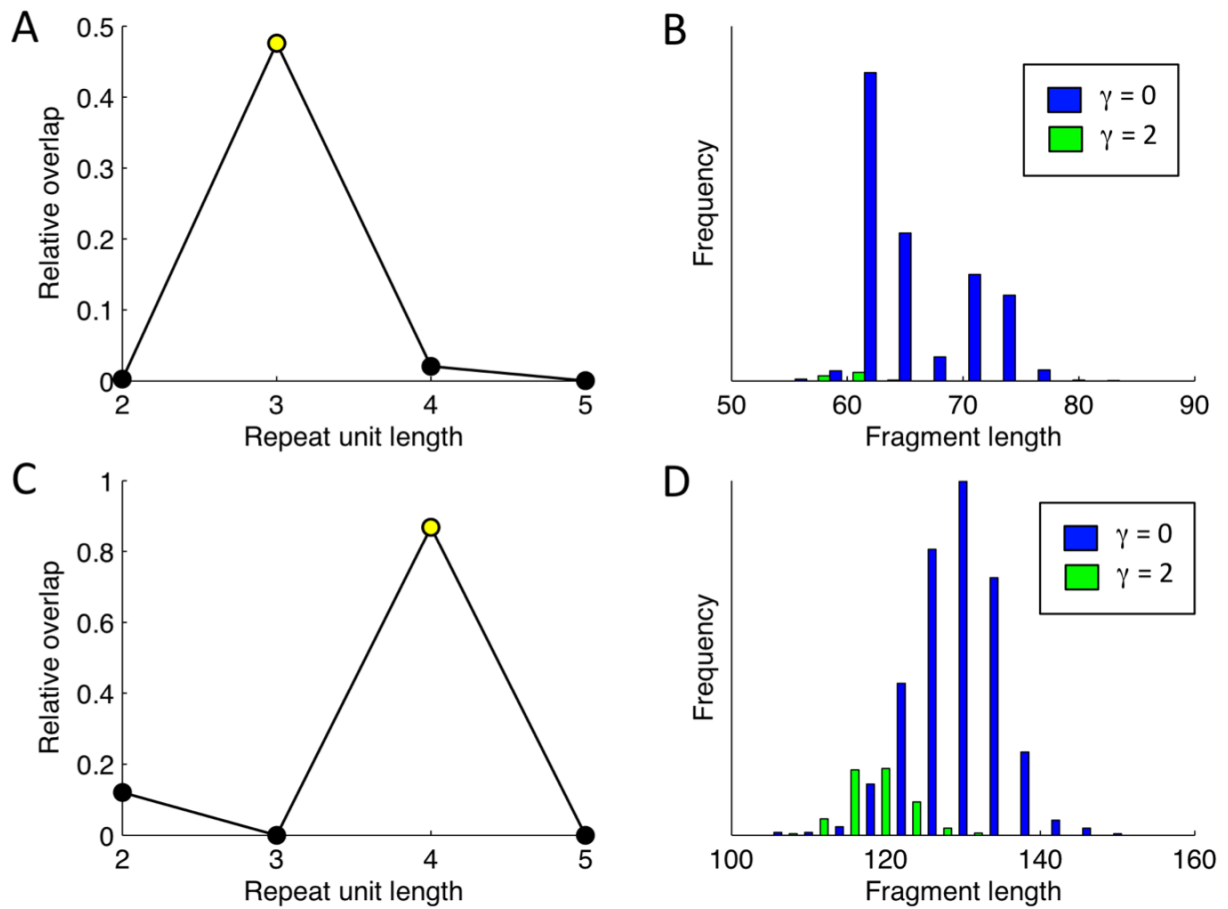 A
0.5
0.4
0.3
0.2
0.1
0
2
3
4
5
Relative overlap
Repeat unit length
B
γ = 0
γ = 2
Frequency
50
60
70
80
90
Fragment length
C
1
0.8
0.6
0.4
0.2
0
2
3
4
5
Relative overlap
Repeat unit length
D
γ = 0
γ = 2
Frequency
100
120
140
160
Fragment length